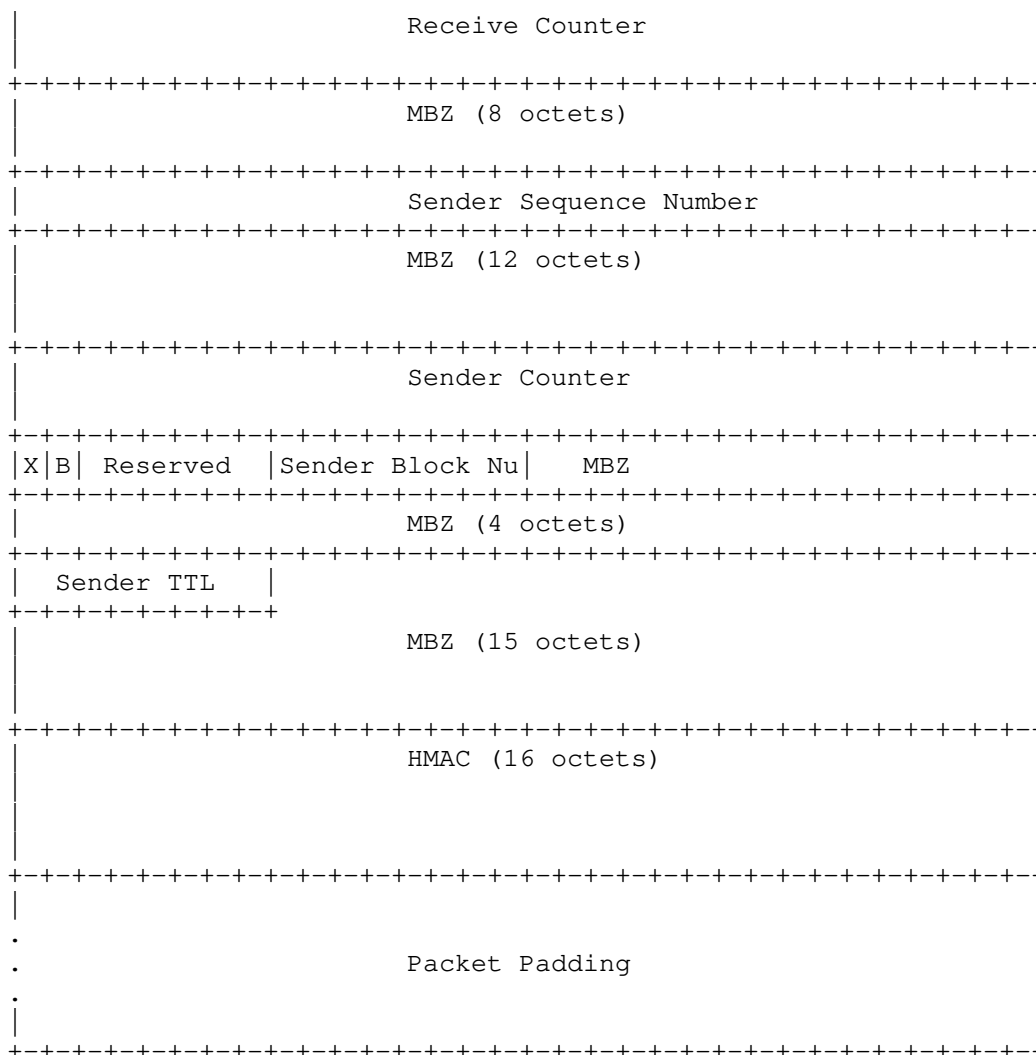 |                        Receive Counter
|
+-+-+-+-+-+-+-+-+-+-+-+-+-+-+-+-+-+-+-+-+-+-+-+-+-+-+-+-+-+-+-+-+-
|                        MBZ (8 octets)
|
+-+-+-+-+-+-+-+-+-+-+-+-+-+-+-+-+-+-+-+-+-+-+-+-+-+-+-+-+-+-+-+-+-
|                        Sender Sequence Number
+-+-+-+-+-+-+-+-+-+-+-+-+-+-+-+-+-+-+-+-+-+-+-+-+-+-+-+-+-+-+-+-+-
|                        MBZ (12 octets)
|
|
+-+-+-+-+-+-+-+-+-+-+-+-+-+-+-+-+-+-+-+-+-+-+-+-+-+-+-+-+-+-+-+-+-
|                        Sender Counter
|
+-+-+-+-+-+-+-+-+-+-+-+-+-+-+-+-+-+-+-+-+-+-+-+-+-+-+-+-+-+-+-+-+-
|X|B| Reserved  |Sender Block Nu|   MBZ
+-+-+-+-+-+-+-+-+-+-+-+-+-+-+-+-+-+-+-+-+-+-+-+-+-+-+-+-+-+-+-+-+-
|                        MBZ (4 octets)
+-+-+-+-+-+-+-+-+-+-+-+-+-+-+-+-+-+-+-+-+-+-+-+-+-+-+-+-+-+-+-+-+-
|  Sender TTL   |
+-+-+-+-+-+-+-+-+
|                        MBZ (15 octets)
|
|
+-+-+-+-+-+-+-+-+-+-+-+-+-+-+-+-+-+-+-+-+-+-+-+-+-+-+-+-+-+-+-+-+-
|                        HMAC (16 octets)
|
|
|
+-+-+-+-+-+-+-+-+-+-+-+-+-+-+-+-+-+-+-+-+-+-+-+-+-+-+-+-+-+-+-+-+-
|
.
.                        Packet Padding
.
|
+-+-+-+-+-+-+-+-+-+-+-+-+-+-+-+-+-+-+-+-+-+-+-+-+-+-+-+-+-+-+-+-+-